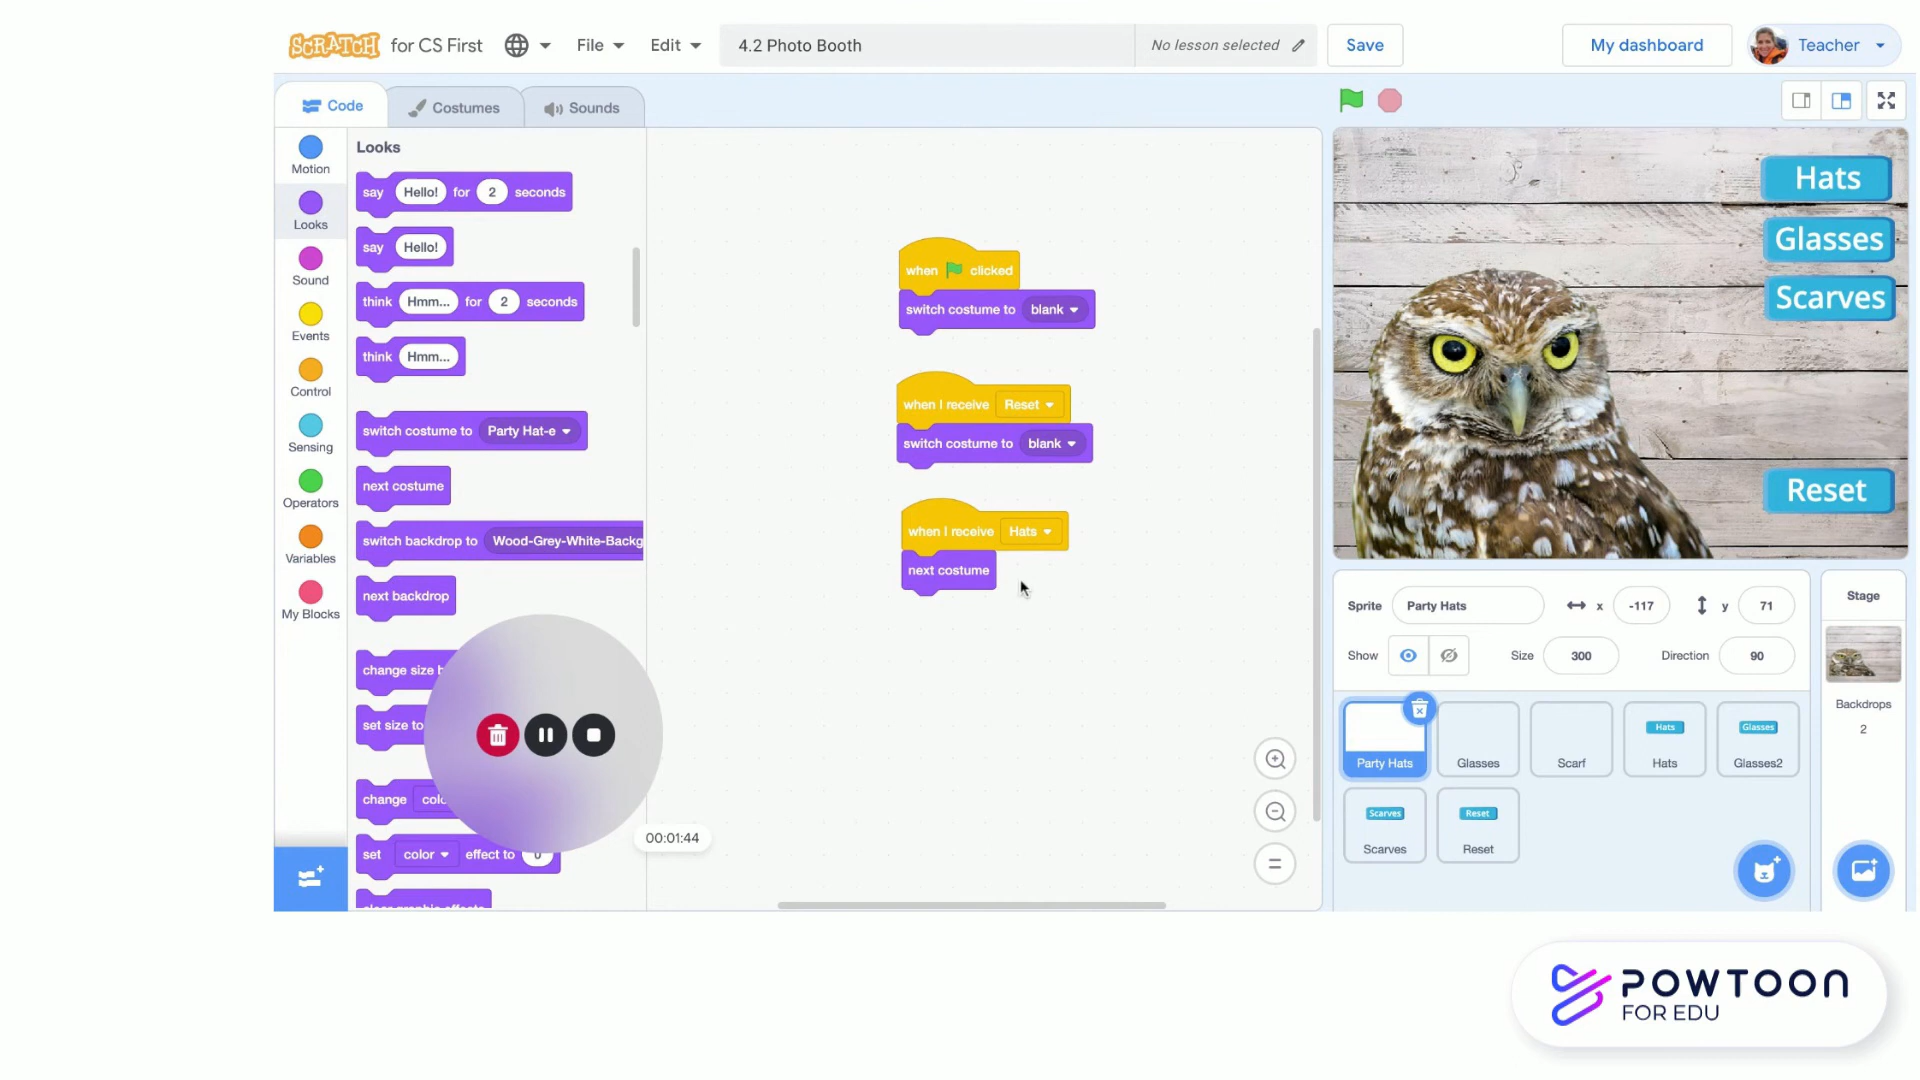 SCRATCH for CS First File Edit 4.2 Photo Booth No lesson selected Save My dashboard Teacher
Code Costumes Sounds
Motion
Looks
Sound
Events
Control
Sensing
Operators
Variables
My Blocks
Looks
say Hello! for 2 seconds
say Hello!
think Hmm... for 2 seconds
think Hmm...
switch costume to Party Hat-e
next costume
switch backdrop to Wood-Grey-White-Backg
next backdrop
change size
set size to
change
set color effect to 0
clear graphic effects
00:01:44
when clicked
switch costume to blank
when I receive Reset
switch costume to blank
when I receive Hats
next costume
Hats
Glasses
Scarves
Reset
Sprite Party Hats x -117 y 71
Show Size 300 Direction 90
Party Hats
Glasses
Scarf
Hats
Hats
Glasses
Glasses2
Scarves
Scarves
Reset
Reset
Stage
Backdrops
2
POWTOON
FOR EDU